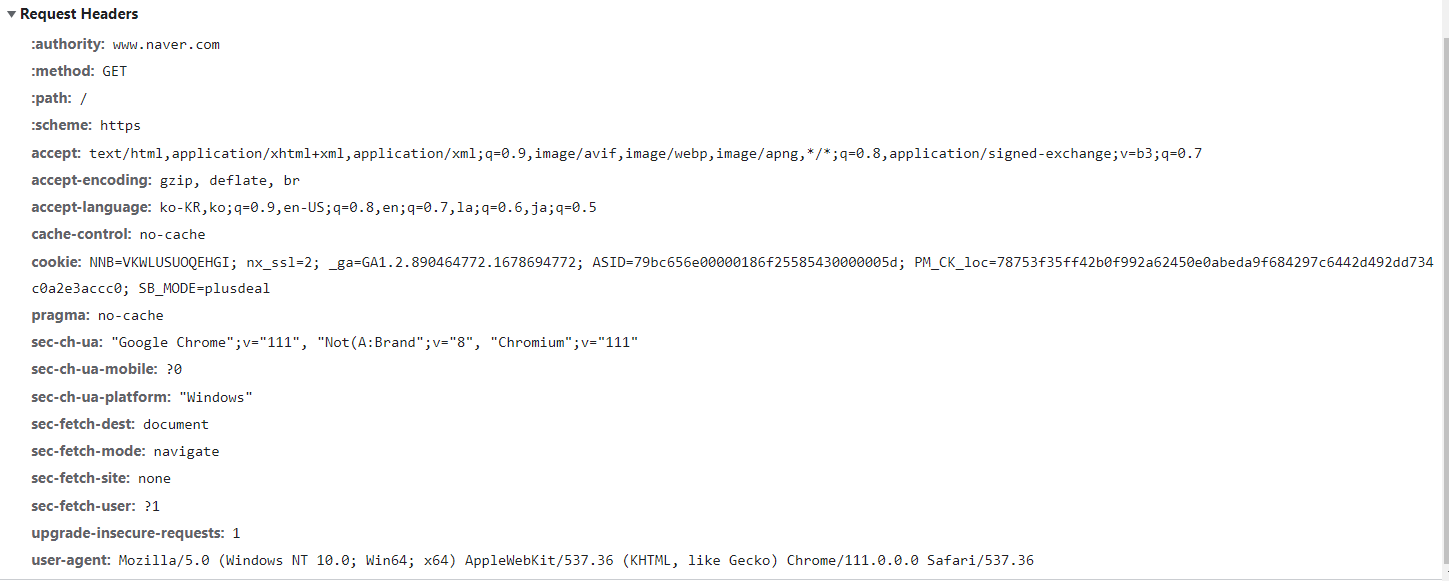 Request Headers
:authority: www.naver.com
:method: GET
:path: /
:scheme: https
accept: text/html,application/xhtml+xml,application/xml;q=0.9,image/avif,image/webp,image/apng,*/*;q=0.8,application/signed-exchange;v=b3;q=0.7
accept-encoding: gzip, deflate, br
accept-language: ko-KR,ko;q=0.9,en-US;q=0.8,en;q=0.7,la;q=0.6,ja;q=0.5
cache-control: no-cache
cookie: NNB=VKWLUSUOQEHGI; nx_ssl=2; _ga=GA1.2.890464772.1678694772; ASID=79bc656e00000186f25585430000005d; PM_CK_loc=78753f35ff42b0f992a62450e0abeda9f684297c6442d492dd734
c0a2e3accc0; SB_MODE=plusdeal
pragma: no-cache
sec-ch-ua: "Google Chrome";v="111", "Not(A:Brand";v="8", "Chromium";v="111"
sec-ch-ua-mobile: ?0
sec-ch-ua-platform: "Windows"
sec-fetch-dest: document
sec-fetch-mode: navigate
sec-fetch-site: none
sec-fetch-user: ?1
upgrade-insecure-requests: 1
user-agent: Mozilla/5.0 (Windows NT 10.0; Win64; x64) AppleWebKit/537.36 (KHTML, like Gecko) Chrome/111.0.0.0 Safari/537.36